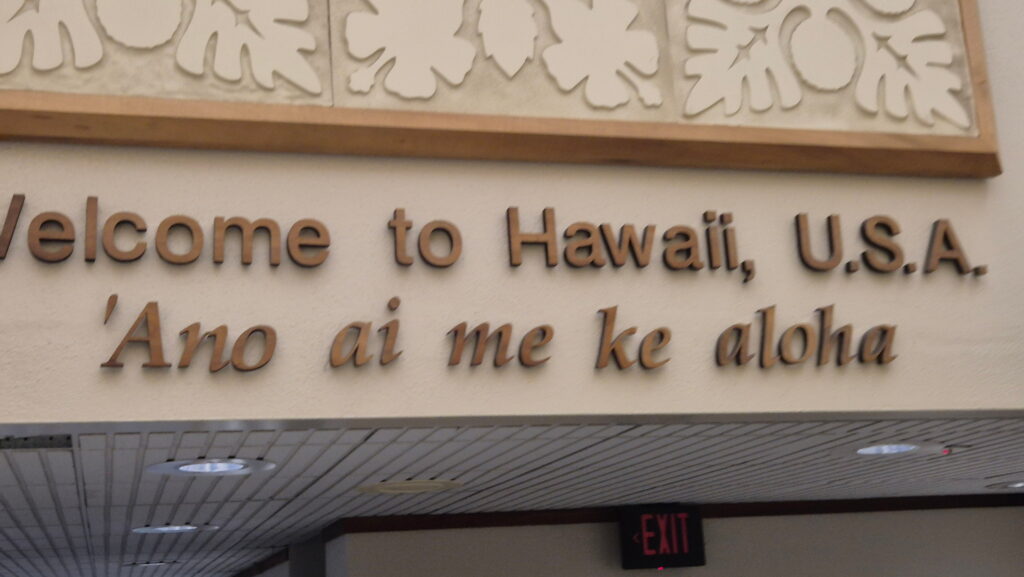 Welcome to Hawaii, U.S.A.
'Ano ai me ke aloha
EXIT